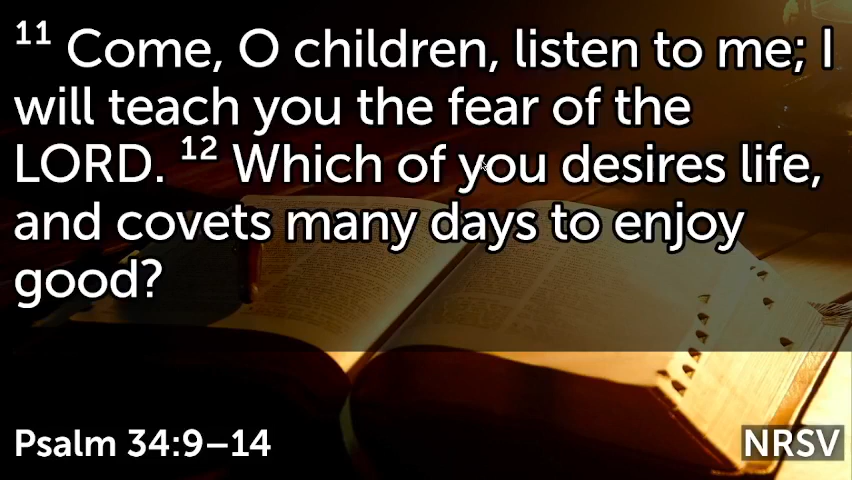 11 Come, O children, listen to me; I
will teach you the fear of the
LORD. 12 Which of you desires life,
and covets many days to enjoy
good?
Psalm 34:9–14
NRSV